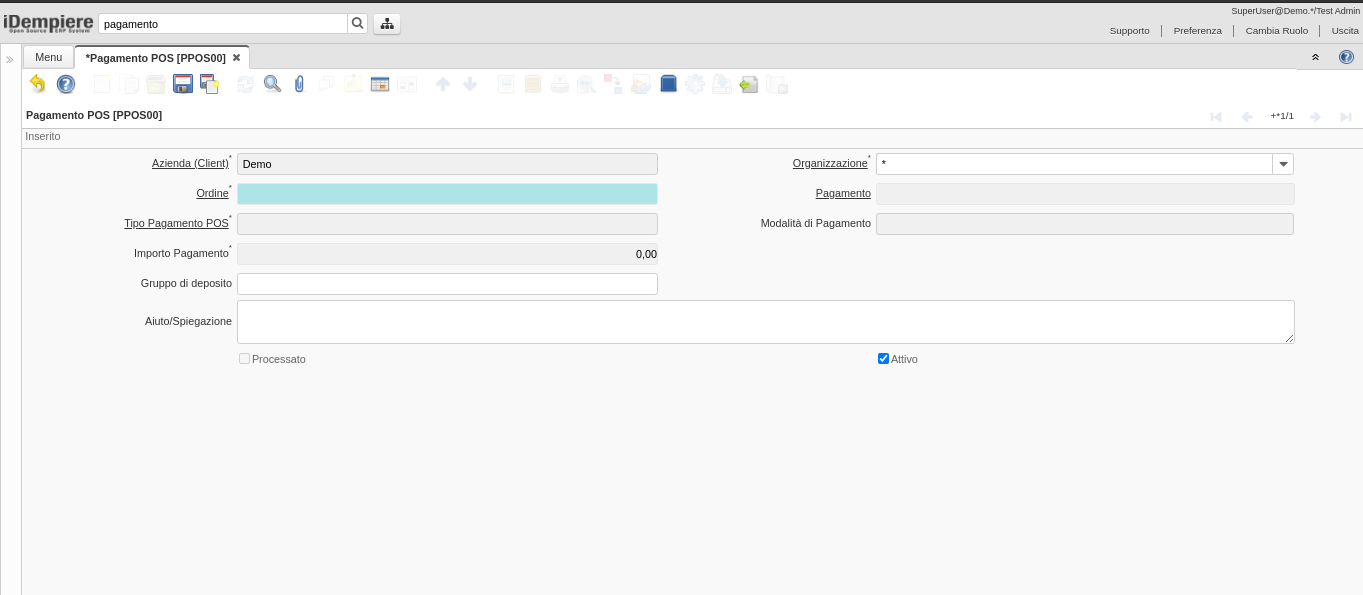 SuperUser@Demo.*/Test Admin
iDempiere
Open Source ERP System
pagamento
Supporto
Preferenza
Cambia Ruolo
Uscita
»
Menu
*Pagamento POS [PPOS00]
Pagamento POS [PPOS00]
+*1/1
Inserito
Azienda (Client)* Demo
Organizzazione* *
Ordine*
Pagamento
Tipo Pagamento POS*
Modalità di Pagamento
Importo Pagamento* 0,00
Gruppo di deposito
Aiuto/Spiegazione
Processato
Attivo